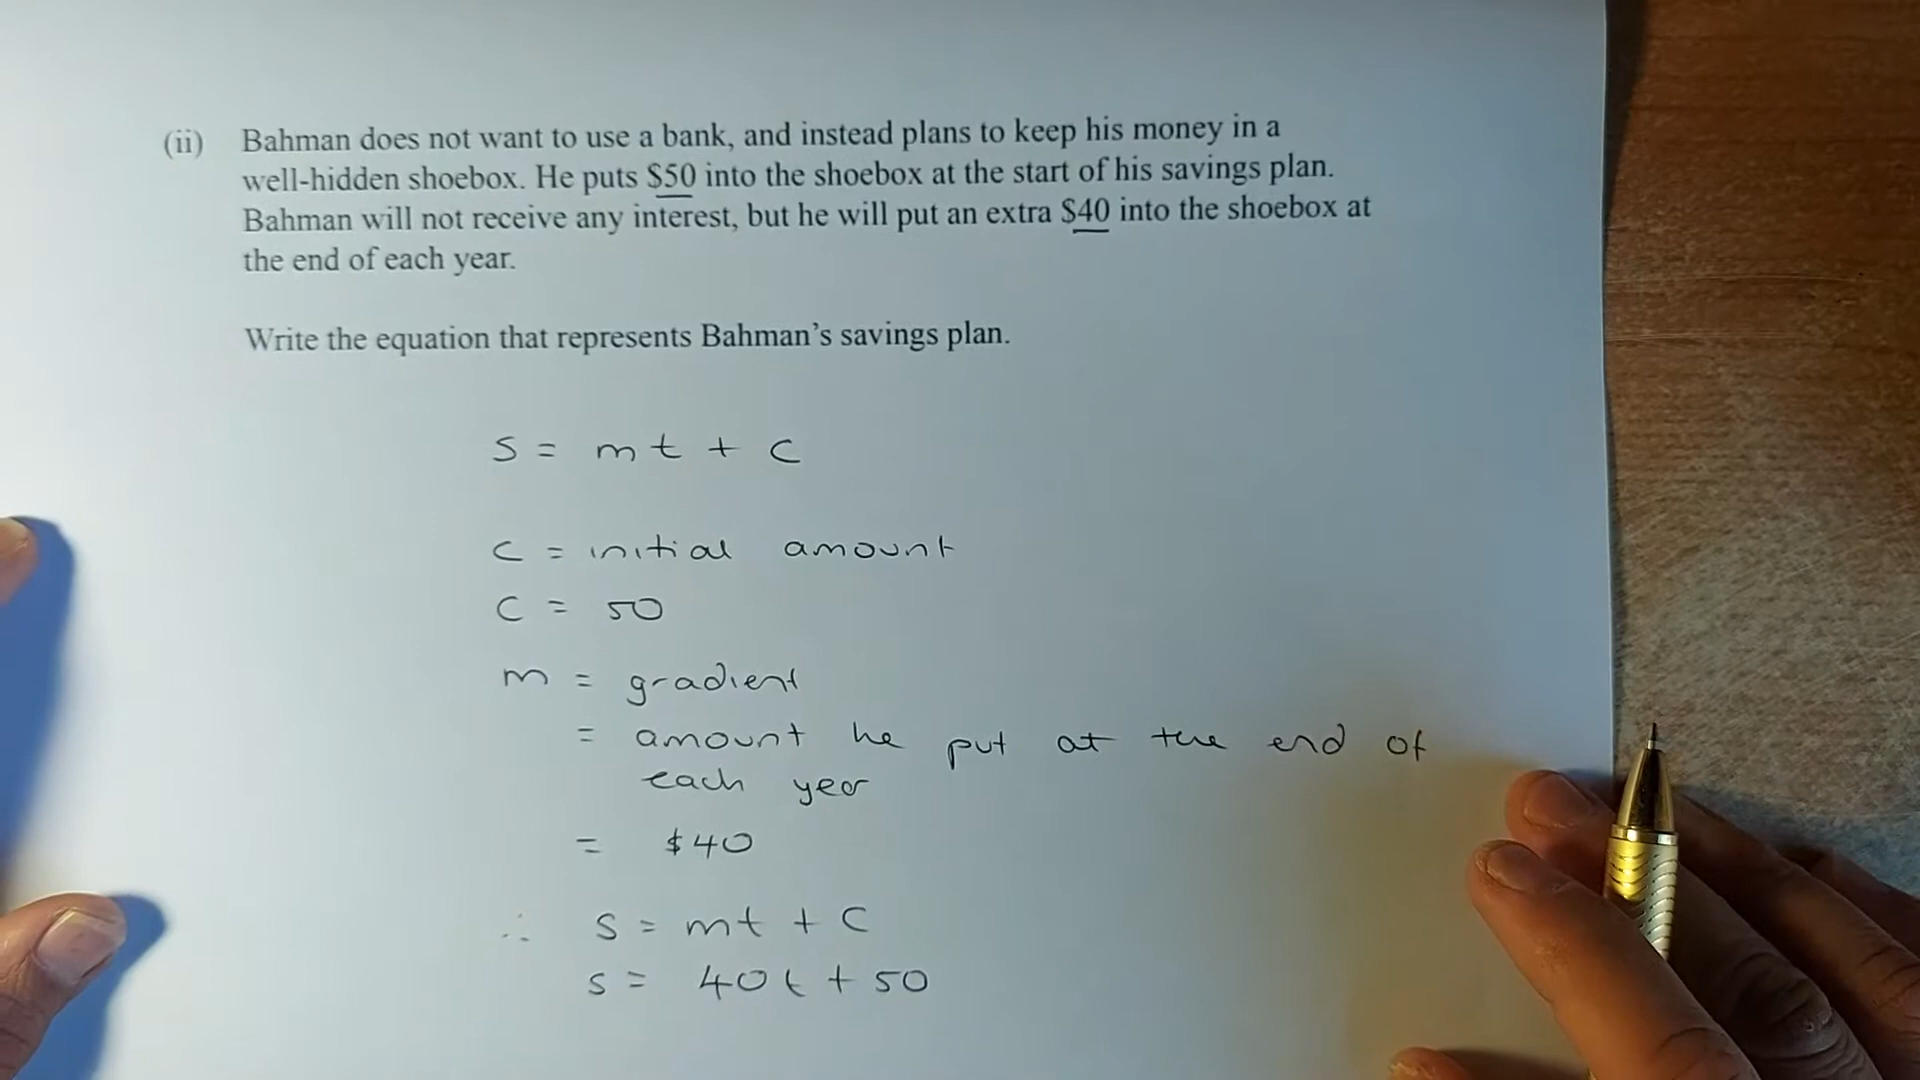 (ii) Bahman does not want to use a bank, and instead plans to keep his money in a
well-hidden shoebox. He puts $50 into the shoebox at the start of his savings plan.
Bahman will not receive any interest, but he will put an extra $40 into the shoebox at
the end of each year.
Write the equation that represents Bahman's savings plan.
S = mt + C
C = initial amount
C = 50
m = gradient
= amount he put at the end of
each year
= $40
∴ S = mt + C
S = 40t + 50